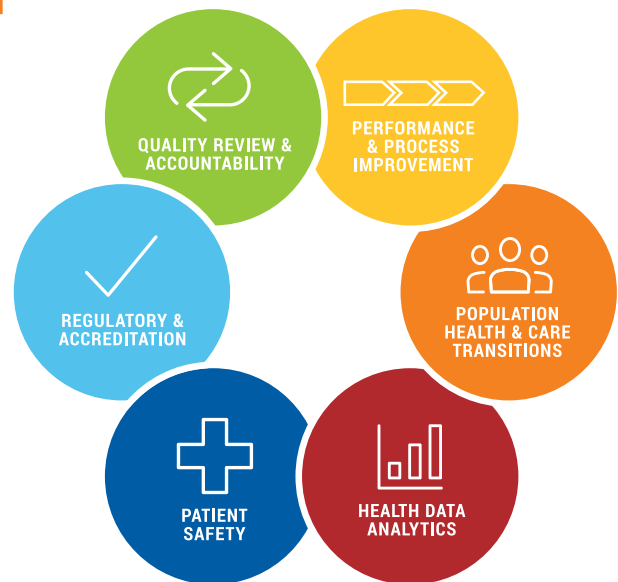 QUALITY REVIEW &
ACCOUNTABILITY
PERFORMANCE
& PROCESS
IMPROVEMENT
REGULATORY &
ACCREDITATION
POPULATION
HEALTH & CARE
TRANSITIONS
PATIENT
SAFETY
HEALTH DATA
ANALYTICS